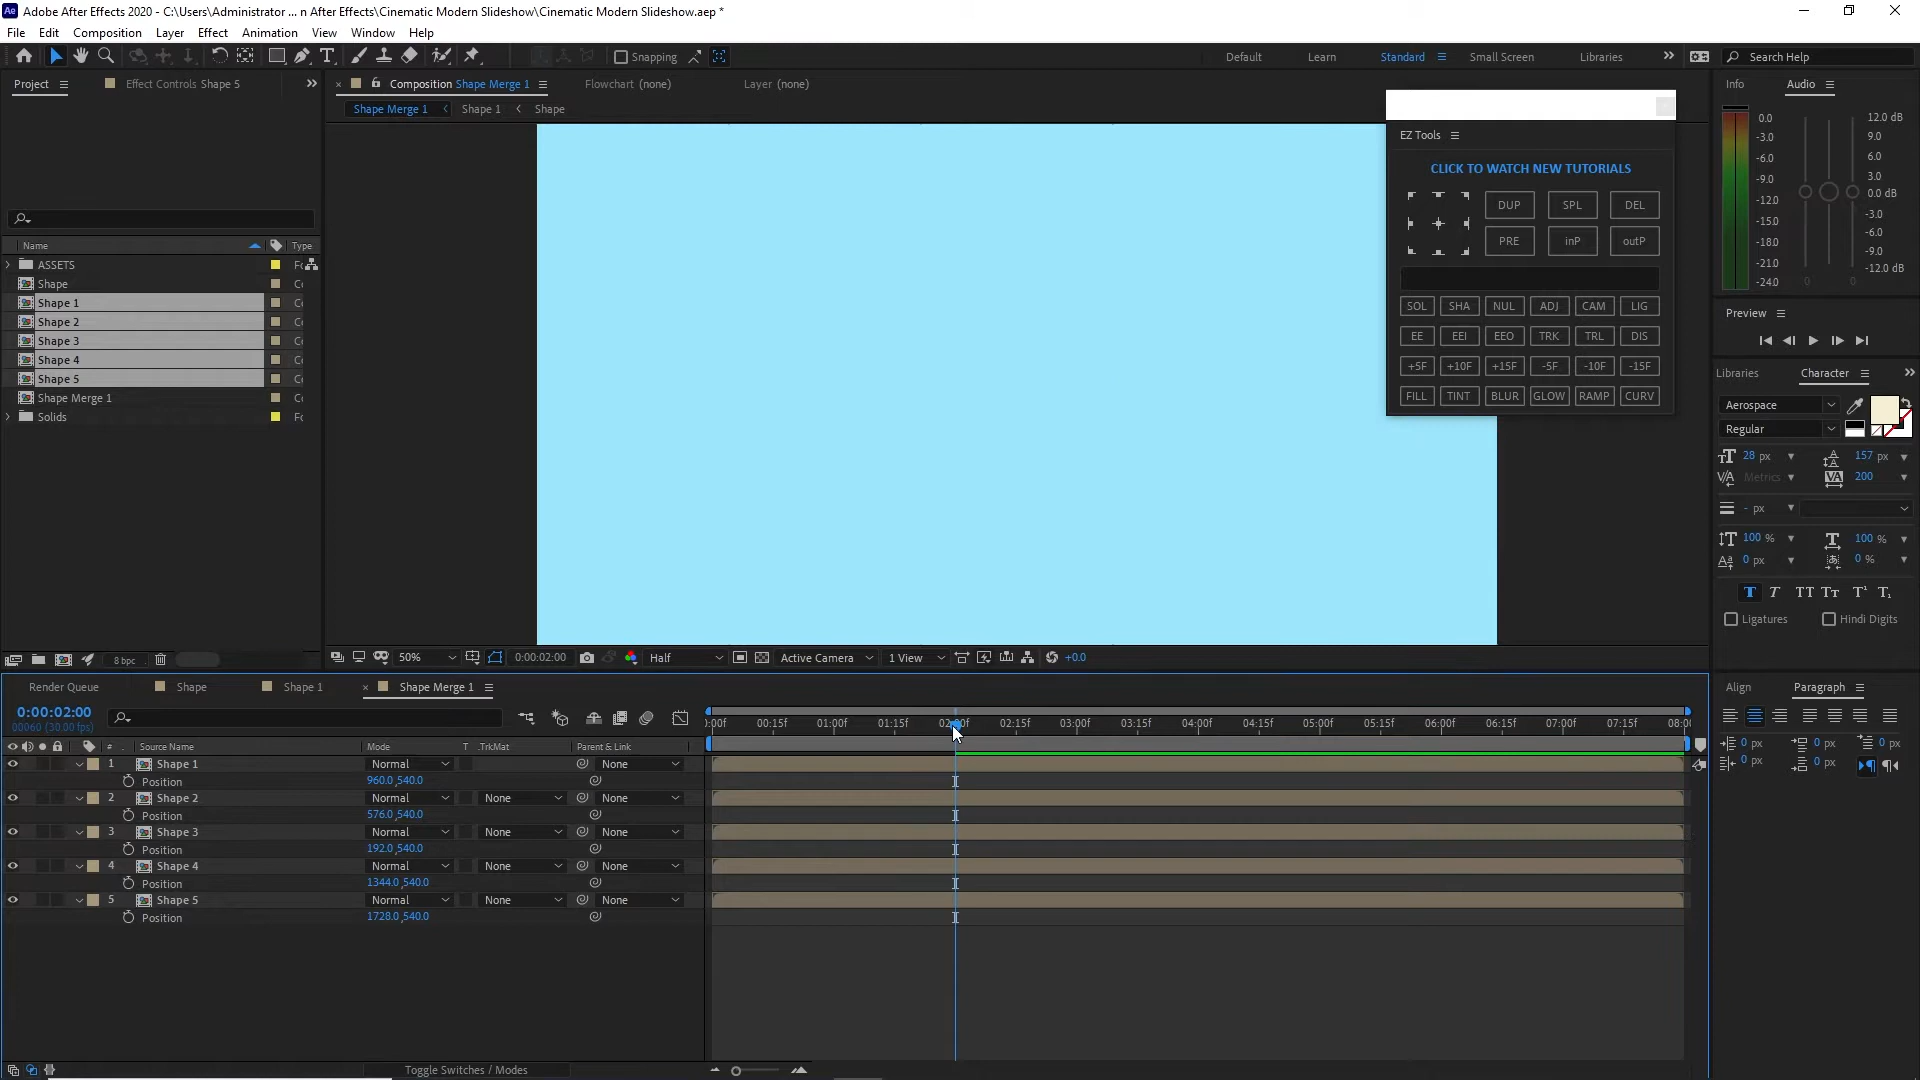 Adobe After Effects 2020 - C:\Users\Administrator ... n After Effects\Cinematic Modern Slideshow\Cinematic Modern Slideshow.aep *
File Edit Composition Layer Effect Animation View Window Help
Snapping Default Learn Standard Small Screen Libraries Search Help
Project Effect Controls Shape 5 Composition Shape Merge 1 Flowchart (none) Layer (none) Info Audio
Shape Merge 1 Shape 1 Shape
EZ Tools
CLICK TO WATCH NEW TUTORIALS
DUP SPL DEL
PRE inP outP
SOL SHA NUL ADJ CAM LIG
EE EEI EEO TRK TRL DIS
+5F +10F +15F -5F -10F -15F
FILL TINT BLUR GLOW RAMP CURV
0.0 12.0 dB
-3.0 9.0
-6.0 6.0
-9.0 3.0
-12.0 0.0 dB
-15.0 -3.0
-18.0 -6.0
-21.0 -9.0
-24.0 0 0 -12.0 dB
Name Type
ASSETS
Shape
Shape 1
Shape 2
Shape 3
Shape 4
Shape 5
Shape Merge 1
Solids
8 bpc
50% 0:00:02:00 Half Active Camera 1 View +0.0
Preview
Libraries Character
Aerospace
Regular
28 px 157 px
Metrics 200
- px
100 % 100 %
0 px 0 %
T T TT Tт T¹ T₁
Ligatures Hindi Digits
Align Paragraph
0 px 0 px 0 px
0 px 0 px
Render Queue Shape Shape 1 Shape Merge 1
0:00:02:00
00060 (30.00 fps)
:00f 00:15f 01:00f 01:15f 02:00f 02:15f 03:00f 03:15f 04:00f 04:15f 05:00f 05:15f 06:00f 06:15f 07:00f 07:15f 08:00
# Source Name Mode T .TrkMat Parent & Link
1 Shape 1 Normal None
Position 960.0,540.0
2 Shape 2 Normal None None
Position 576.0,540.0
3 Shape 3 Normal None None
Position 192.0,540.0
4 Shape 4 Normal None None
Position 1344.0,540.0
5 Shape 5 Normal None None
Position 1728.0,540.0
Toggle Switches / Modes